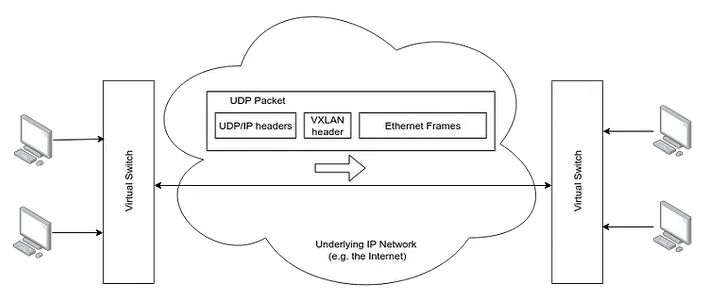 UDP Packet
UDP/IP headers
VXLAN
header
Ethernet Frames
Virtual Switch
Virtual Switch
Underlying IP Network
(e.g. the Internet)